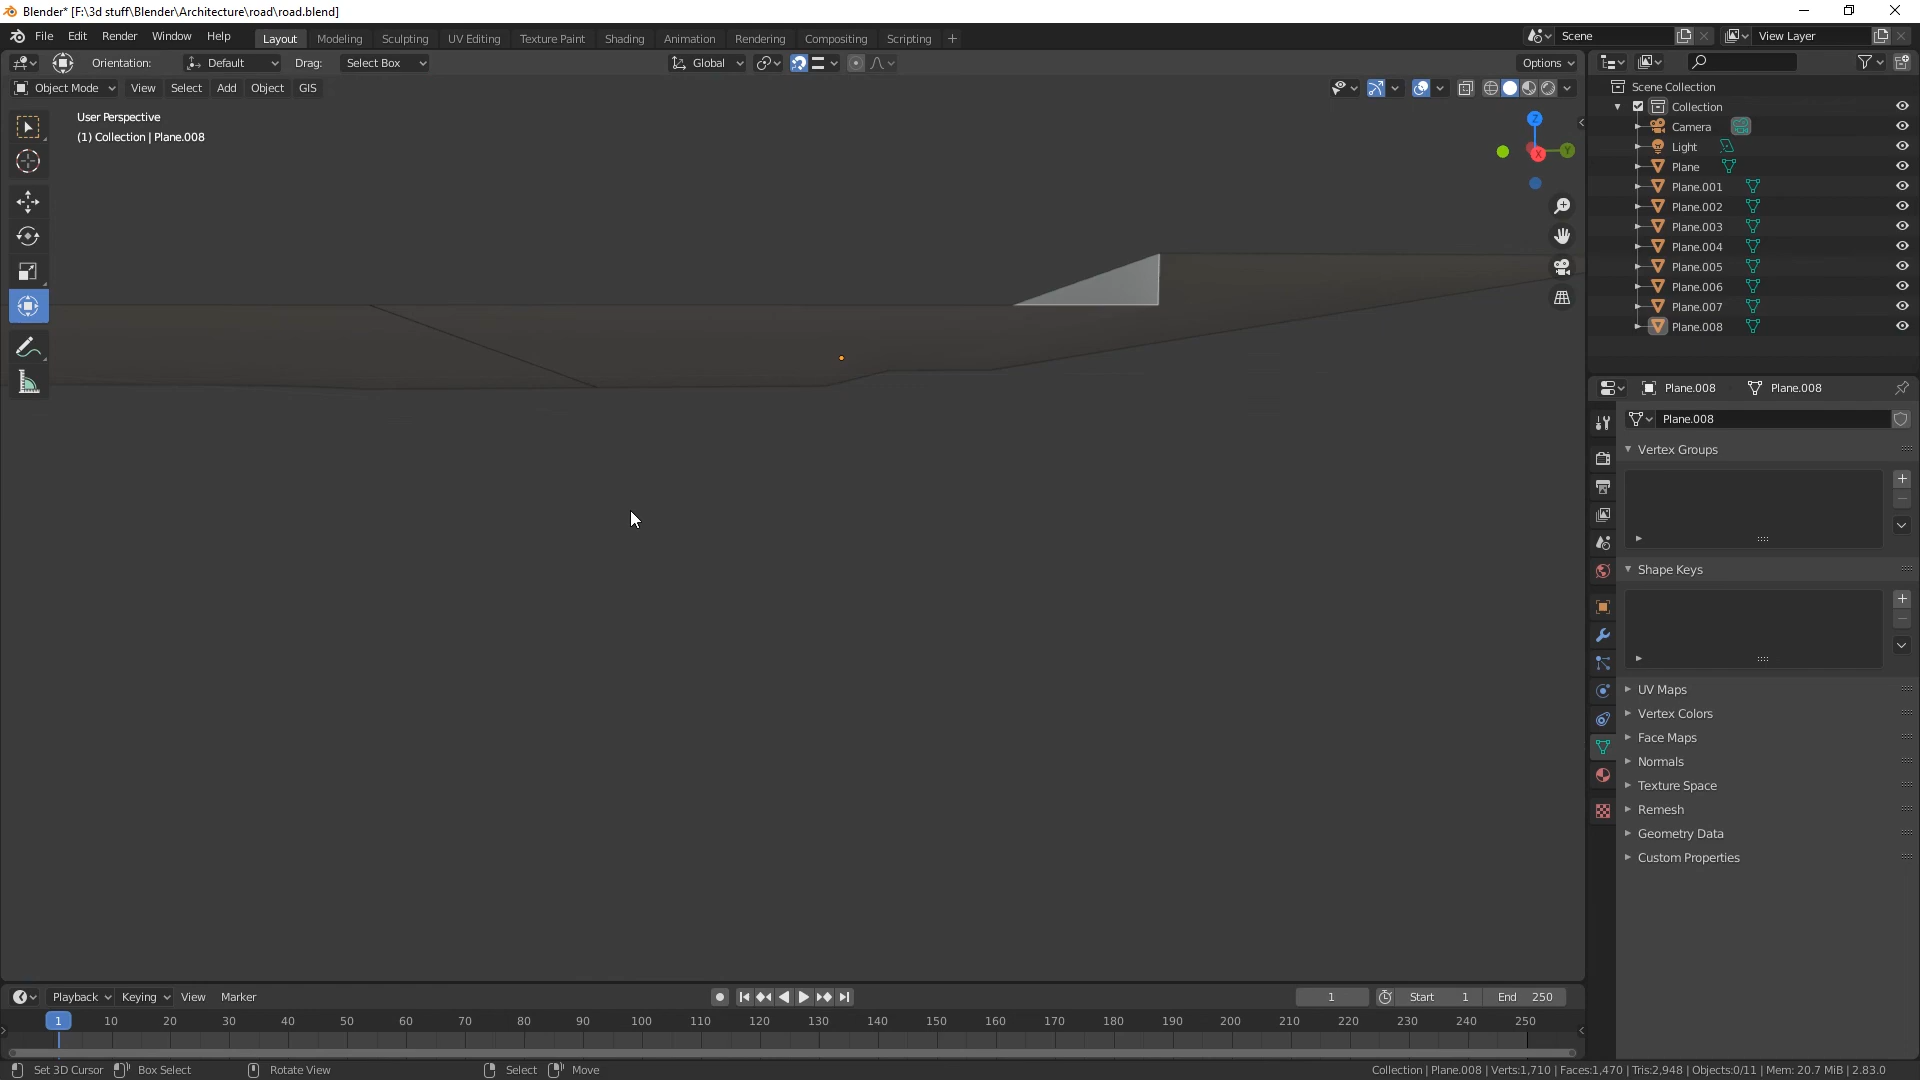 Blender* [F:\3d stuff\Blender\Architecture\road\road.blend]
File Edit Render Window Help Layout Modeling Sculpting UV Editing Texture Paint Shading Animation Rendering Compositing Scripting + Scene View Layer
Orientation: Default Drag: Select Box Global Options
Object Mode View Select Add Object GIS
User Perspective
(1) Collection | Plane.008
Z
Y
X
Scene Collection
Collection
Camera
Light
Plane
Plane.001
Plane.002
Plane.003
Plane.004
Plane.005
Plane.006
Plane.007
Plane.008
Plane.008 Plane.008
Plane.008
Vertex Groups
Shape Keys
UV Maps
Vertex Colors
Face Maps
Normals
Texture Space
Remesh
Geometry Data
Custom Properties
Playback Keying View Marker 1 Start 1 End 250
1 10 20 30 40 50 60 70 80 90 100 110 120 130 140 150 160 170 180 190 200 210 220 230 240 250
Set 3D Cursor Box Select Rotate View Select Move Collection | Plane.008 | Verts:1,710 | Faces:1,470 | Tris:2,948 | Objects:0/11 | Mem: 20.7 MiB | 2.83.0